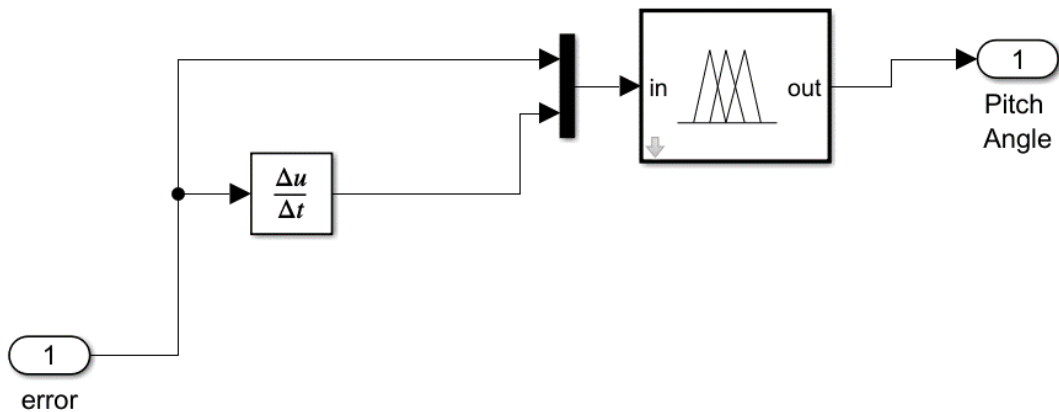 in
out
1
Pitch
Angle
Δu
Δt
1
error